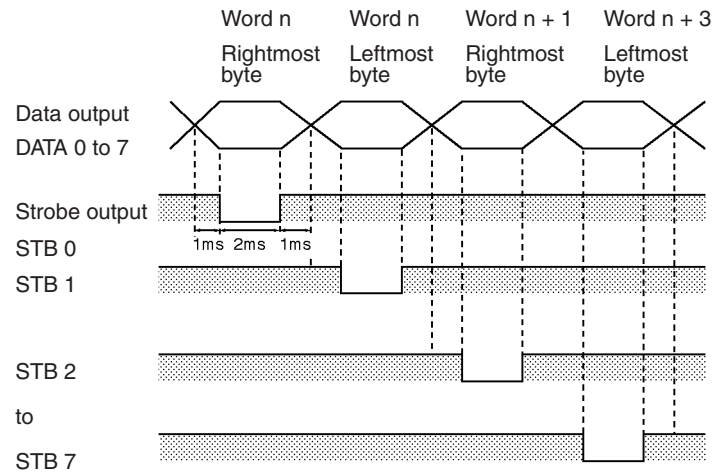 Word n Word n Word n + 1 Word n + 3
Rightmost byte Leftmost byte Rightmost byte Leftmost byte
Data output
DATA 0 to 7
Strobe output
1ms 2ms 1ms
STB 0
STB 1
STB 2
to
STB 7